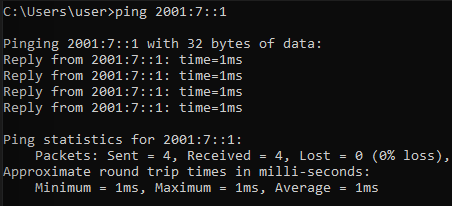 C:\Users\user>ping 2001:7::1
Pinging 2001:7::1 with 32 bytes of data:
Reply from 2001:7::1: time=1ms
Reply from 2001:7::1: time=1ms
Reply from 2001:7::1: time=1ms
Reply from 2001:7::1: time=1ms
Ping statistics for 2001:7::1:
    Packets: Sent = 4, Received = 4, Lost = 0 (0% loss),
Approximate round trip times in milli-seconds:
    Minimum = 1ms, Maximum = 1ms, Average = 1ms